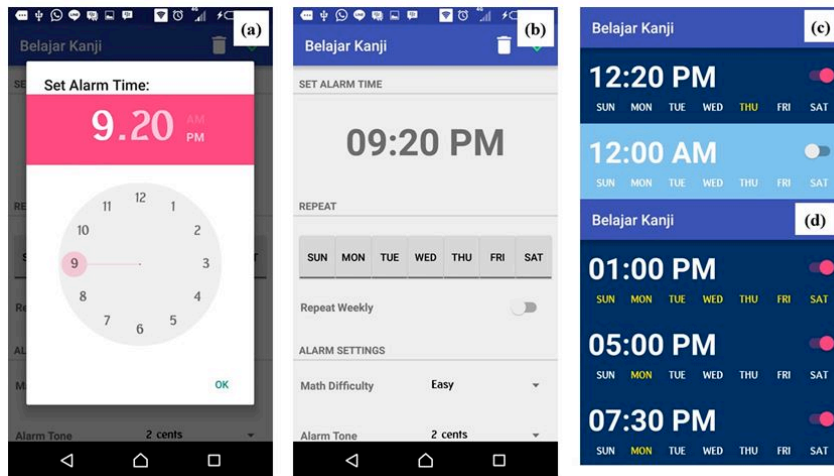 (a)
Belajar Kanji
Set Alarm Time:
9.20 AM
PM
12
11 1
10 2
9 3
8 4
7 5
6
OK
Alarm Tone 2 cents
(b)
Belajar Kanji
SET ALARM TIME
09:20 PM
REPEAT
SUN MON TUE WED THU FRI SAT
Repeat Weekly
ALARM SETTINGS
Math Difficulty Easy
Alarm Tone 2 cents
Belajar Kanji (c)
12:20 PM
SUN MON TUE WED THU FRI SAT
12:00 AM
SUN MON TUE WED THU FRI SAT
Belajar Kanji (d)
01:00 PM
SUN MON TUE WED THU FRI SAT
05:00 PM
SUN MON TUE WED THU FRI SAT
07:30 PM
SUN MON TUE WED THU FRI SAT